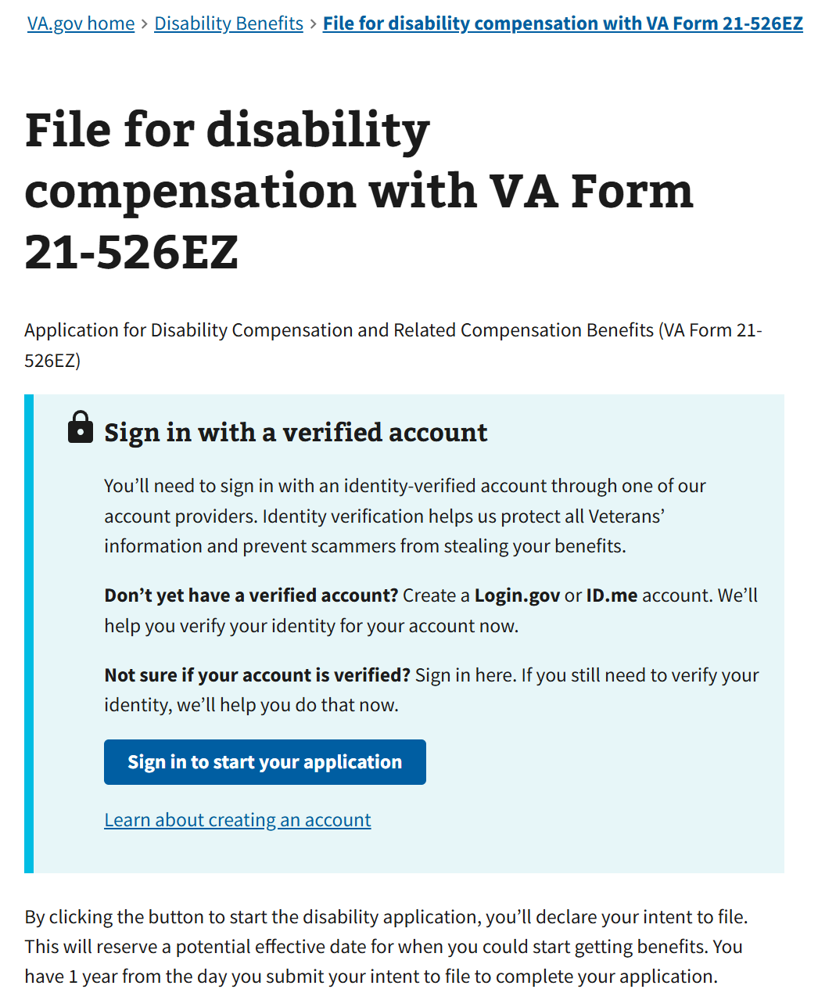 VA.gov home › Disability Benefits › File for disability compensation with VA Form 21-526EZ
File for disability
compensation with VA Form
21-526EZ
Application for Disability Compensation and Related Compensation Benefits (VA Form 21-
526EZ)
Sign in with a verified account
You’ll need to sign in with an identity-verified account through one of our
account providers. Identity verification helps us protect all Veterans’
information and prevent scammers from stealing your benefits.
Don’t yet have a verified account? Create a Login.gov or ID.me account. We’ll
help you verify your identity for your account now.
Not sure if your account is verified? Sign in here. If you still need to verify your
identity, we’ll help you do that now.
Sign in to start your application
Learn about creating an account
By clicking the button to start the disability application, you’ll declare your intent to file.
This will reserve a potential effective date for when you could start getting benefits. You
have 1 year from the day you submit your intent to file to complete your application.